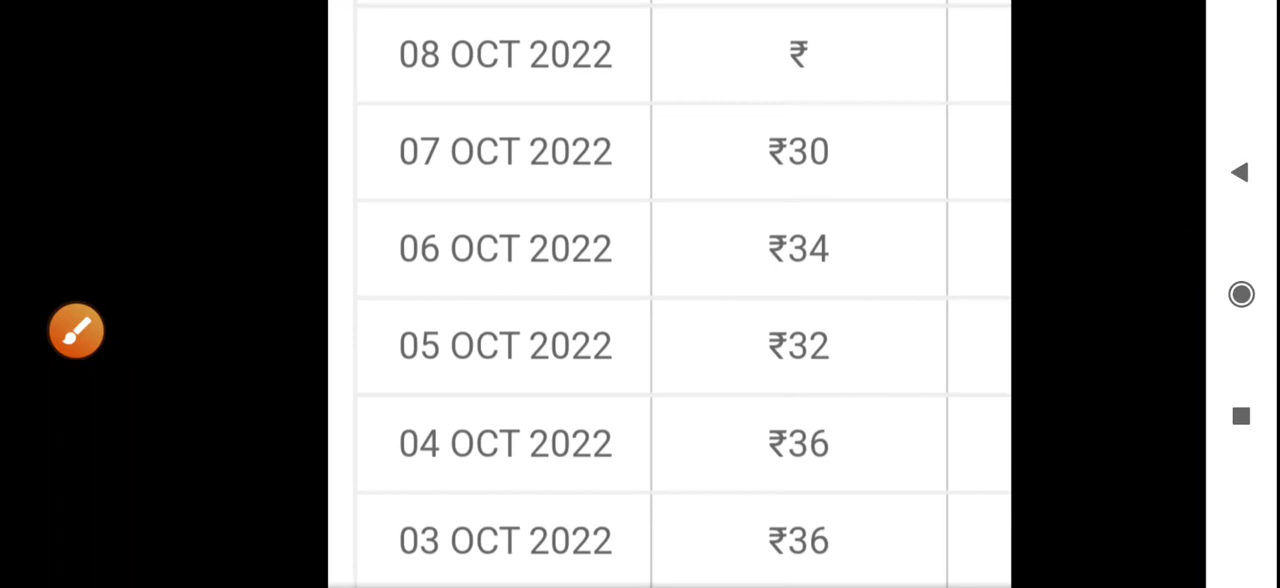 08 OCT 2022 ₹
07 OCT 2022 ₹30
06 OCT 2022 ₹34
05 OCT 2022 ₹32
04 OCT 2022 ₹36
03 OCT 2022 ₹36